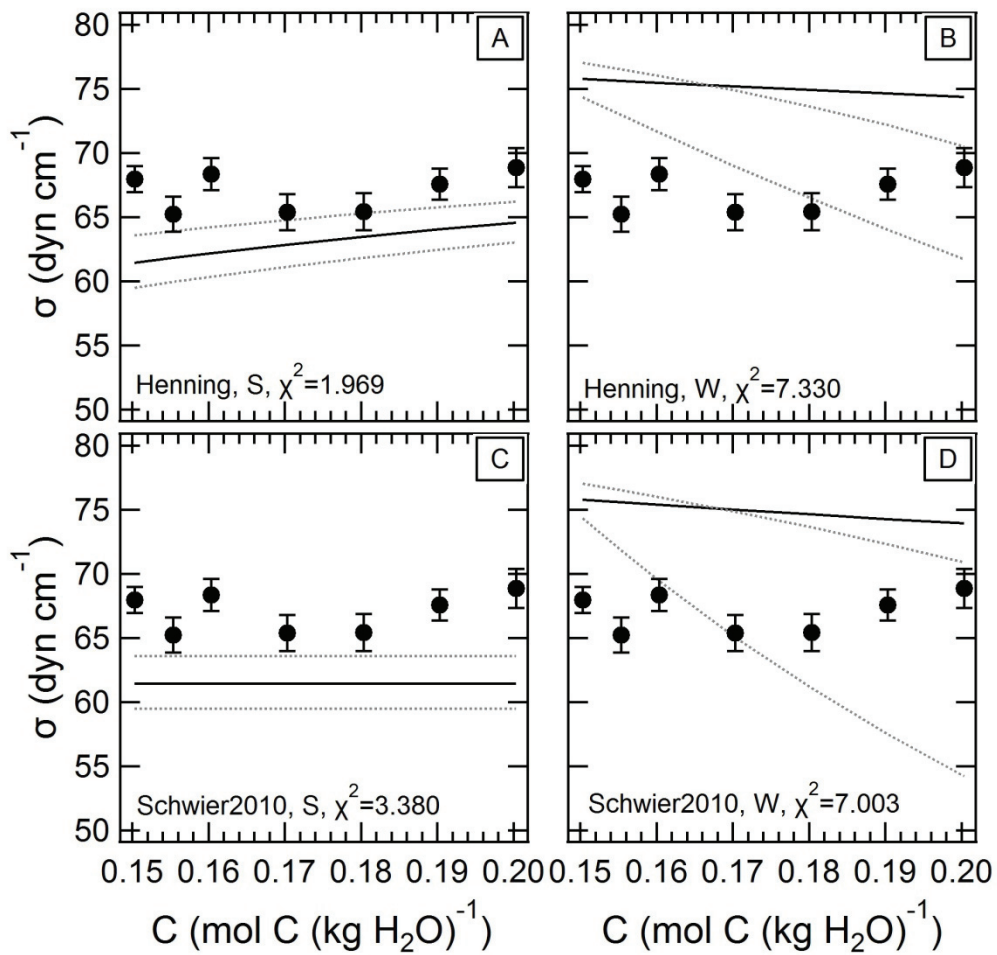 80
75
70
65
60
55
50
σ (dyn cm⁻¹)
A
Henning, S, χ²=1.969
B
Henning, W, χ²=7.330
80
75
70
65
60
55
50
σ (dyn cm⁻¹)
C
Schwier2010, S, χ²=3.380
D
Schwier2010, W, χ²=7.003
0.15 0.16 0.17 0.18 0.19 0.20
0.15 0.16 0.17 0.18 0.19 0.20
C (mol C (kg H₂O)⁻¹
C (mol C (kg H₂O)⁻¹